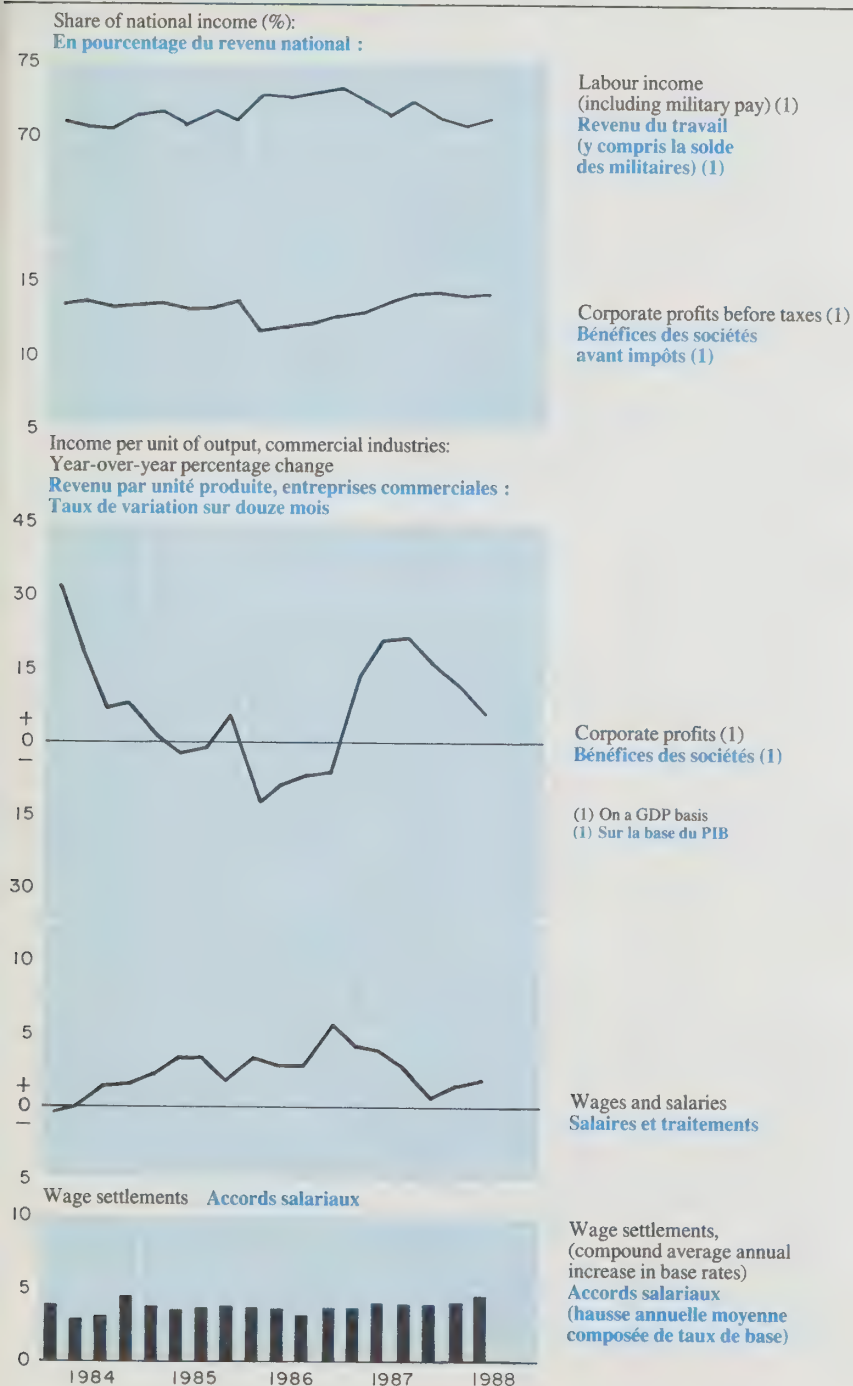 Share of national income (%):
En pourcentage du revenu national :
75
70
15
10
5
Labour income
(including military pay) (1)
Revenu du travail
(y compris la solde
des militaires) (1)
Corporate profits before taxes (1)
Bénéfices des sociétés
avant impôts (1)
Income per unit of output, commercial industries:
Year-over-year percentage change
Revenu par unité produite, entreprises commerciales :
Taux de variation sur douze mois
45
30
15
+
0
−
15
30
Corporate profits (1)
Bénéfices des sociétés (1)
(1) On a GDP basis
(1) Sur la base du PIB
10
5
+
0
−
5
Wages and salaries
Salaires et traitements
Wage settlements Accords salariaux
10
5
0
Wage settlements,
(compound average annual
increase in base rates)
Accords salariaux
(hausse annuelle moyenne
composée de taux de base)
1984 1985 1986 1987 1988